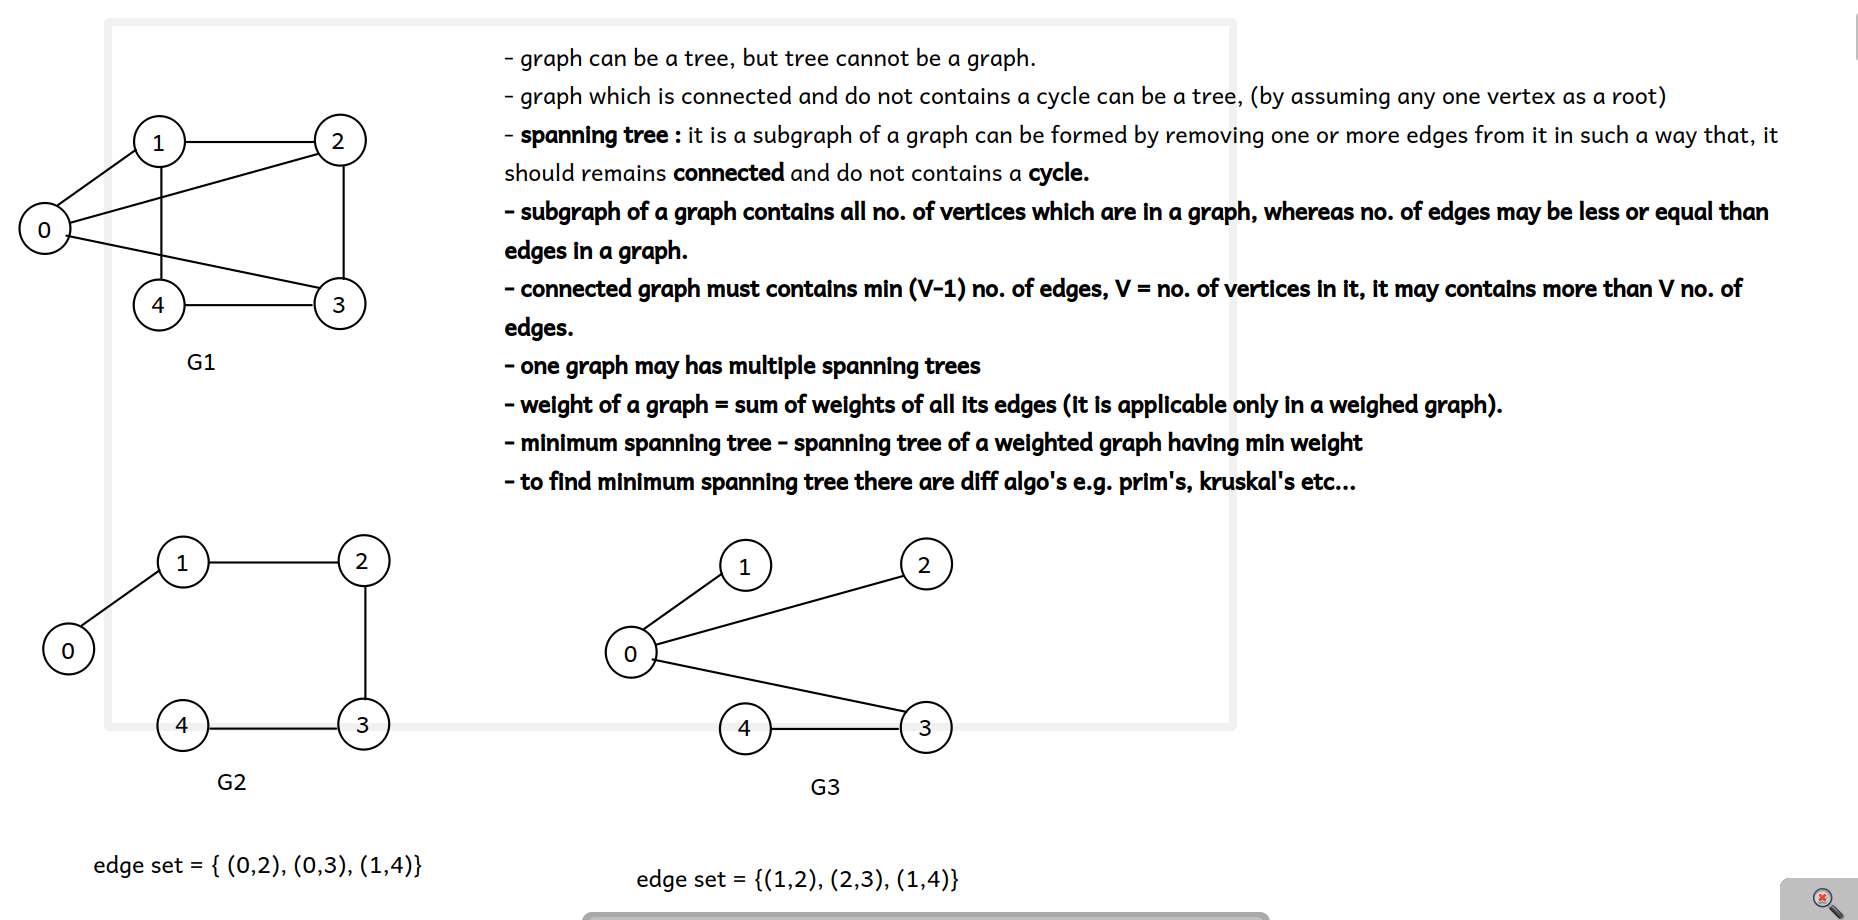 - graph can be a tree, but tree cannot be a graph.
- graph which is connected and do not contains a cycle can be a tree, (by assuming any one vertex as a root)
- spanning tree : it is a subgraph of a graph can be formed by removing one or more edges from it in such a way that, it
should remains connected and do not contains a cycle.
- subgraph of a graph contains all no. of vertices which are in a graph, whereas no. of edges may be less or equal than
edges in a graph.
- connected graph must contains min (V-1) no. of edges, V = no. of vertices in it, it may contains more than V no. of
edges.
- one graph may has multiple spanning trees
- weight of a graph = sum of weights of all its edges (it is applicable only in a weighed graph).
- minimum spanning tree - spanning tree of a weighted graph having min weight
- to find minimum spanning tree there are diff algo's e.g. prim's, kruskal's etc...
1 2
0
4 3
G1
1 2
0
4 3
G2
edge set = { (0,2), (0,3), (1,4)}
1 2
0
4 3
G3
edge set = {(1,2), (2,3), (1,4)}